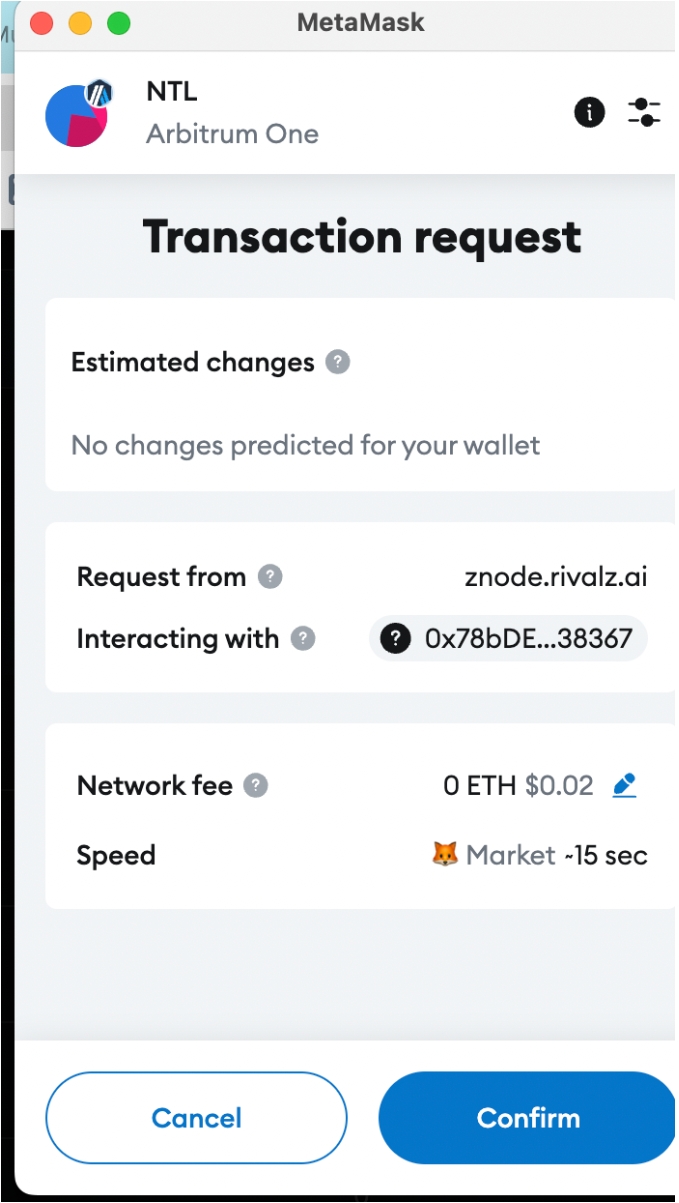 MetaMask
NTL
Arbitrum One
Transaction request
Estimated changes ?
No changes predicted for your wallet
Request from ? znode.rivalz.ai
Interacting with ? ? 0x78bDE...38367
Network fee ? 0 ETH $0.02
Speed Market ~15 sec
Cancel Confirm